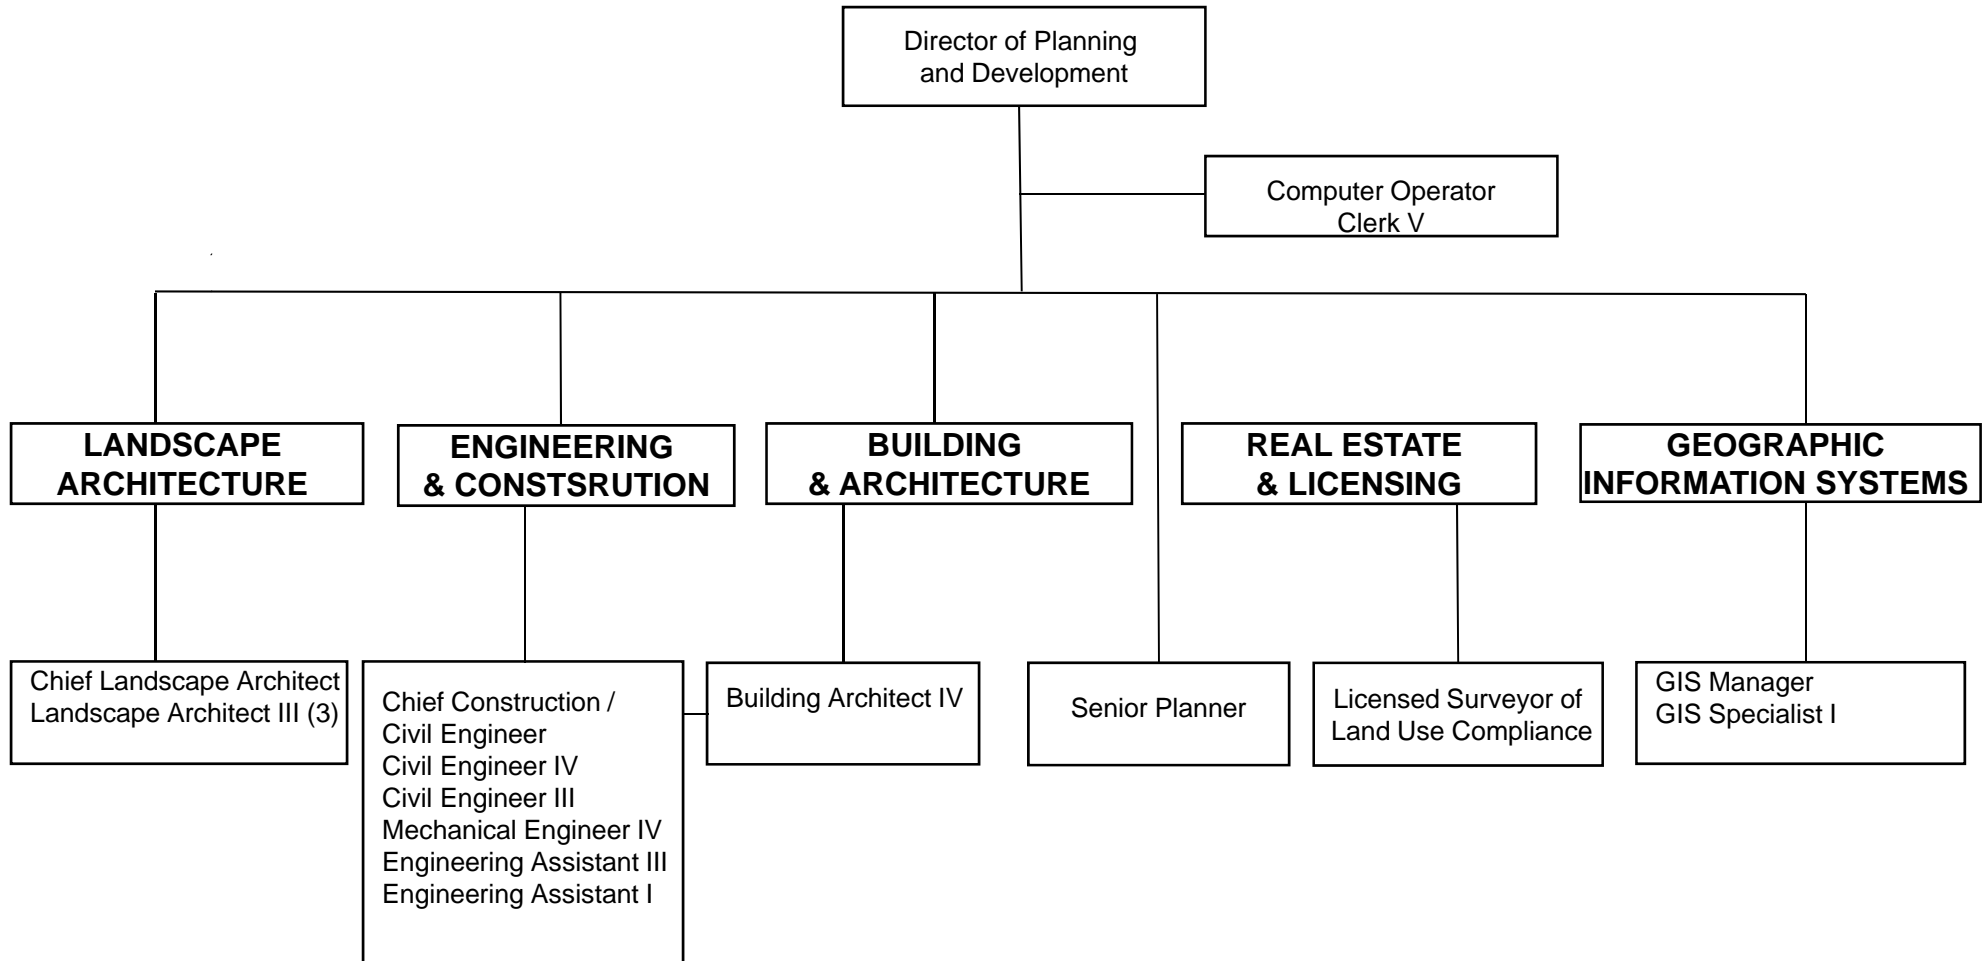 Director of Planning
and Development
Computer Operator
Clerk V
LANDSCAPE
ARCHITECTURE
ENGINEERING
& CONSTSRUTION
BUILDING
& ARCHITECTURE
REAL ESTATE
& LICENSING
GEOGRAPHIC
INFORMATION SYSTEMS
Chief Landscape Architect
Landscape Architect III (3)
Chief Construction /
Civil Engineer
Civil Engineer IV
Civil Engineer III
Mechanical Engineer IV
Engineering Assistant III
Engineering Assistant I
Building Architect IV
Senior Planner
Licensed Surveyor of
Land Use Compliance
GIS Manager
GIS Specialist I